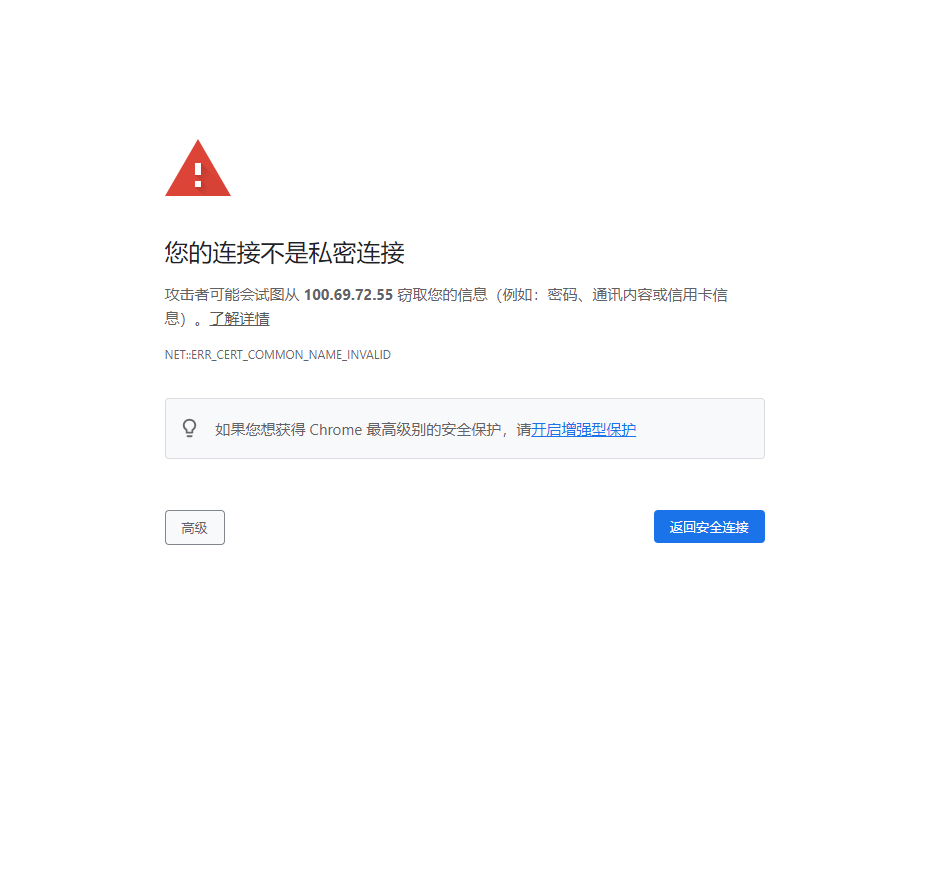 您的连接不是私密连接
攻击者可能会试图从 100.69.72.55 窃取您的信息（例如：密码、通讯内容或信用卡信
息）。了解详情
NET::ERR_CERT_COMMON_NAME_INVALID
如果您想获得 Chrome 最高级别的安全保护，请开启增强型保护
高级
返回安全连接